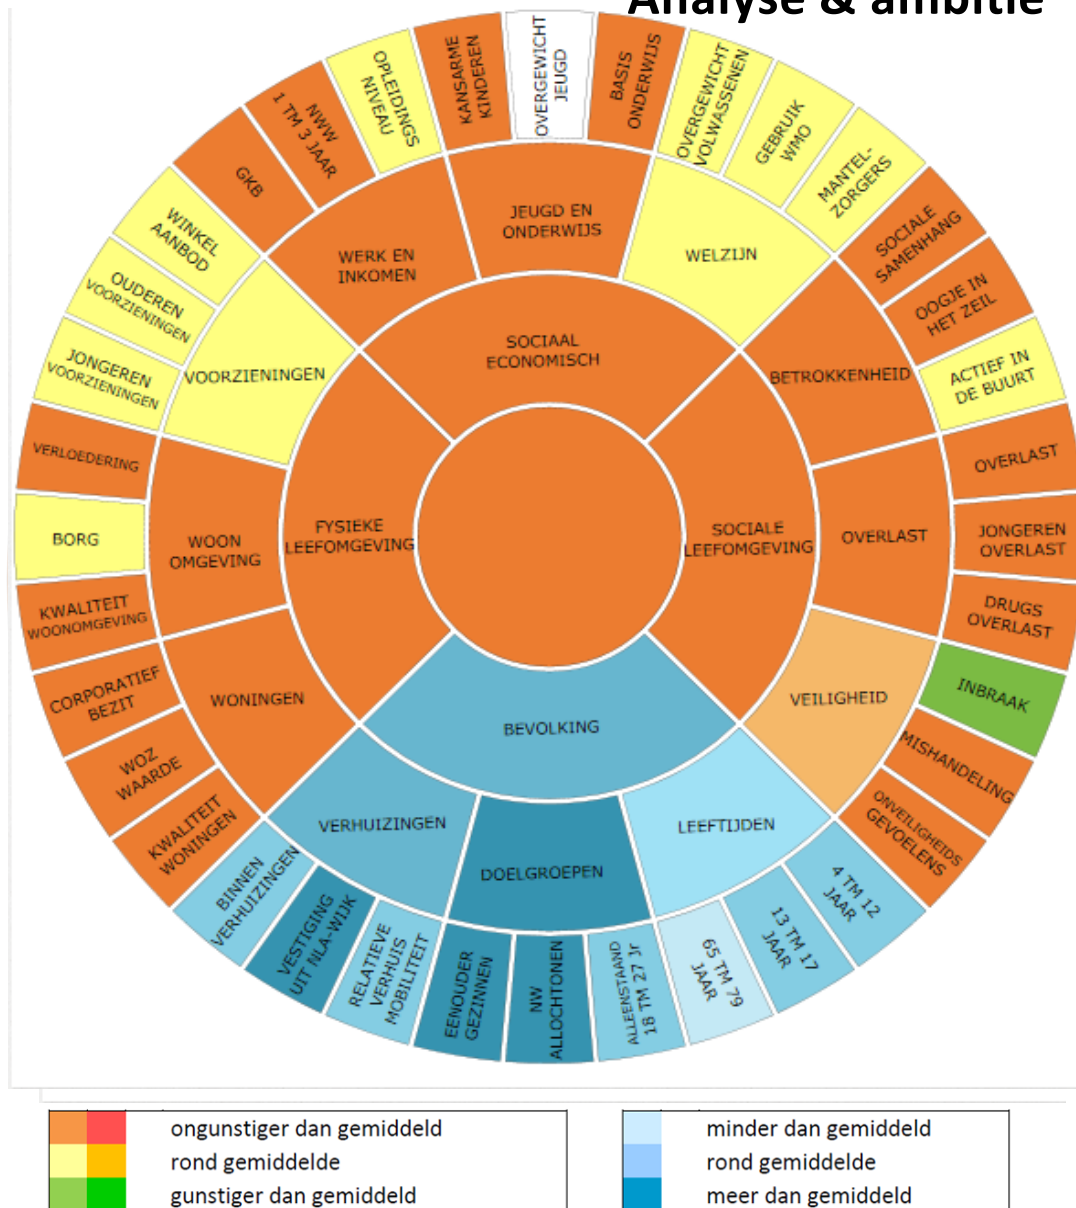 Analyse & ambitie
OVERGEWICHT
JEUGD
BASIS
ONDERWIJS
OVERGEWICHT
VOLWASSENEN
GEBRUIK
WMO
MANTEL-
ZORGERS
SOCIALE
SAMENHANG
OOGJE IN
HET ZEIL
ACTIEF IN
DE BUURT
OVERLAST
JONGEREN
OVERLAST
DRUGS
OVERLAST
INBRAAK
MISHANDELING
ONVEILIGHEIDS
GEVOELENS
4 TM 12
JAAR
13 TM 17
JAAR
65 TM 79
JAAR
ALLEENSTAAND
18 TM 27 Jr
NW
ALLOCHTONEN
EENOUDER
GEZINNEN
RELATIEVE
VERHUIS
MOBILITEIT
VESTIGING
UIT NLA-WIJK
BINNEN
VERHUIZINGEN
KWALITEIT
WONINGEN
WOZ
WAARDE
CORPORATIEF
BEZIT
KWALITEIT
WOONOMGEVING
BORG
VERLOEDERING
JONGEREN
VOORZIENINGEN
OUDEREN
VOORZIENINGEN
WINKEL
AANBOD
GKB
NWW
1 TM 3 JAAR
OPLEIDINGS
NIVEAU
KANSARME
KINDEREN
JEUGD EN
ONDERWIJS
WELZIJN
BETROKKENHEID
OVERLAST
VEILIGHEID
LEEFTIJDEN
DOELGROEPEN
VERHUIZINGEN
WONINGEN
WOON
OMGEVING
VOORZIENINGEN
WERK EN
INKOMEN
SOCIAAL
ECONOMISCH
SOCIALE
LEEFOMGEVING
BEVOLKING
FYSIEKE
LEEFOMGEVING
ongunstiger dan gemiddeld
rond gemiddelde
gunstiger dan gemiddeld
minder dan gemiddeld
rond gemiddelde
meer dan gemiddeld